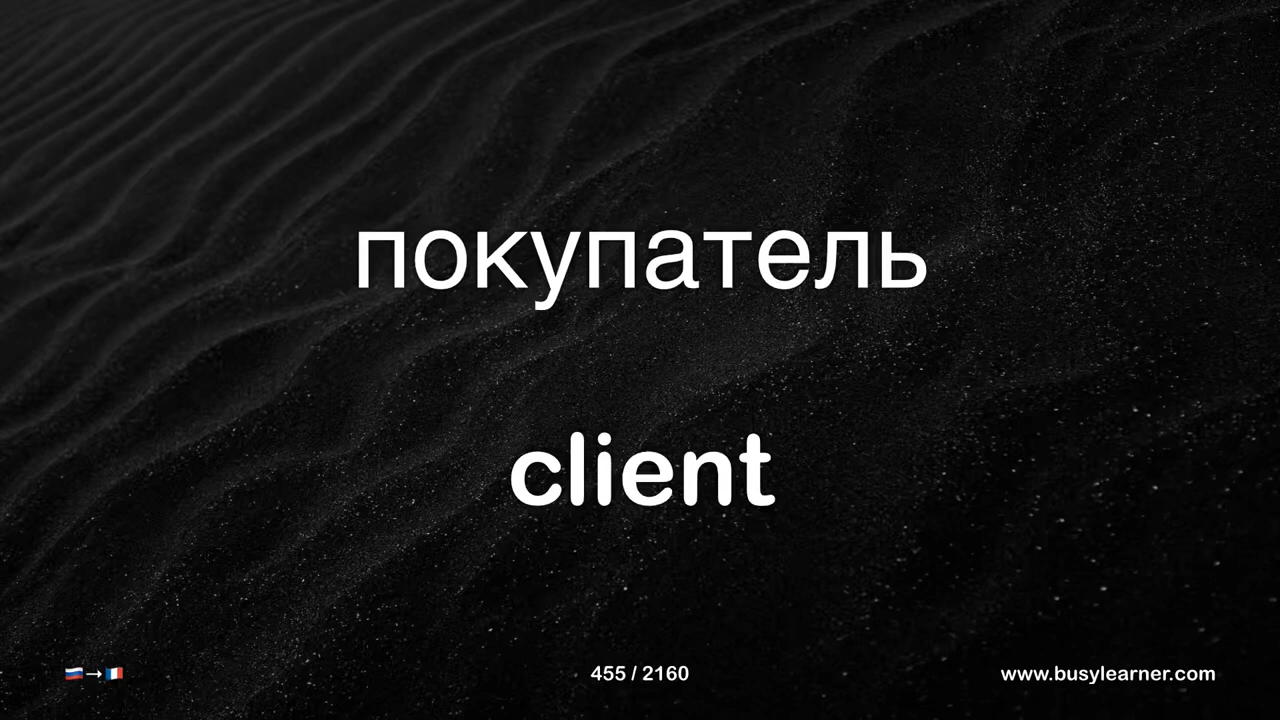 покупатель
client
🇷🇺→🇫🇷
455 / 2160
www.busylearner.com